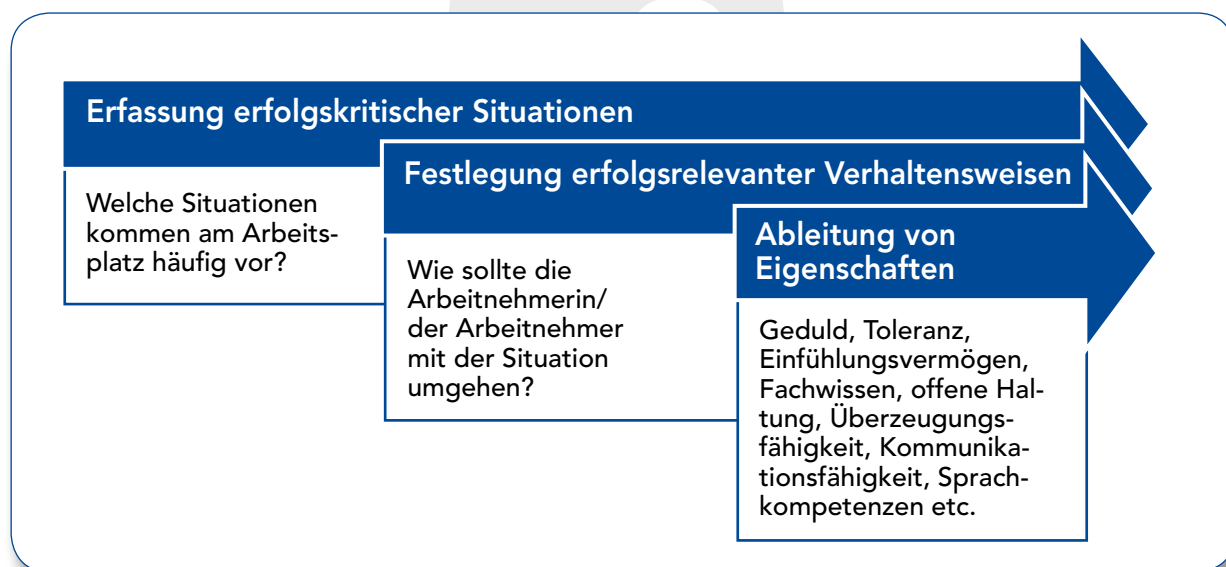 Erfassung erfolgskritischer Situationen
Welche Situationen
kommen am Arbeits-
platz häufig vor?
Festlegung erfolgsrelevanter Verhaltensweisen
Wie sollte die
Arbeitnehmerin/
der Arbeitnehmer
mit der Situation
umgehen?
Ableitung von
Eigenschaften
Geduld, Toleranz,
Einfühlungsvermögen,
Fachwissen, offene Hal-
tung, Überzeugungs-
fähigkeit, Kommunika-
tionsfähigkeit, Sprach-
kompetenzen etc.